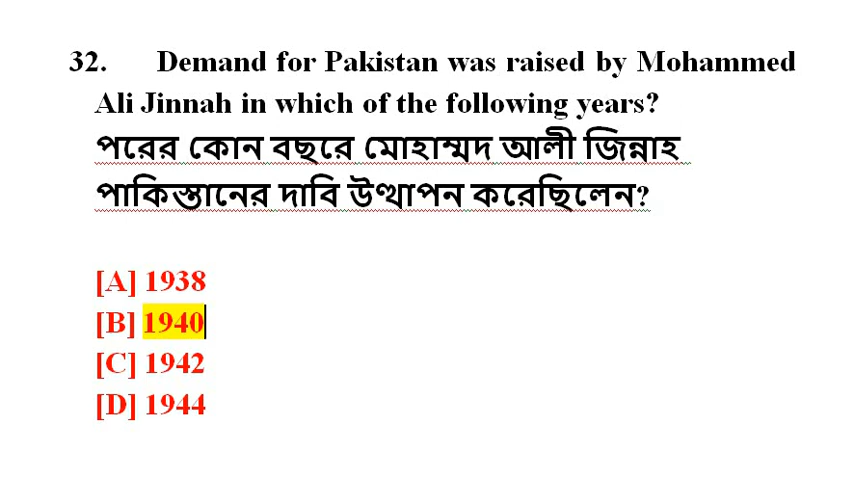 32. Demand for Pakistan was raised by Mohammed
Ali Jinnah in which of the following years?
পরের কোন বছরে মোহাম্মদ আলী জিন্নাহ
পাকিস্তানের দাবি উত্থাপন করেছিলেন?
[A] 1938
[B] 1940
[C] 1942
[D] 1944